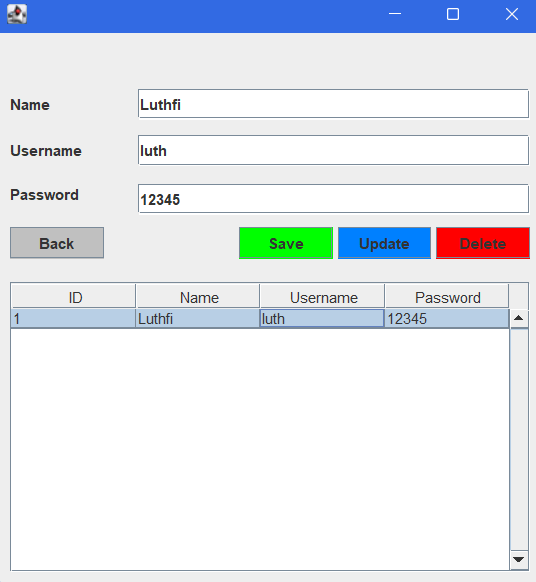 Name Luthfi
Username luth
Password 12345
Back Save Update Delete
ID Name Username Password
1 Luthfi luth 12345